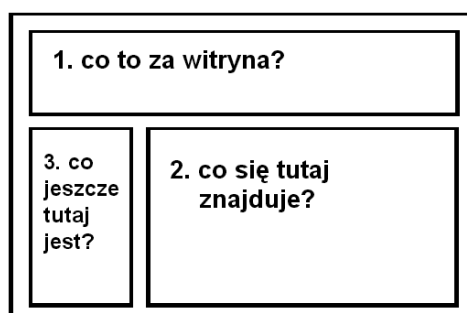 1. co to za witryna?
2. co się tutaj
znajduje?
3. co
jeszcze
tutaj
jest?